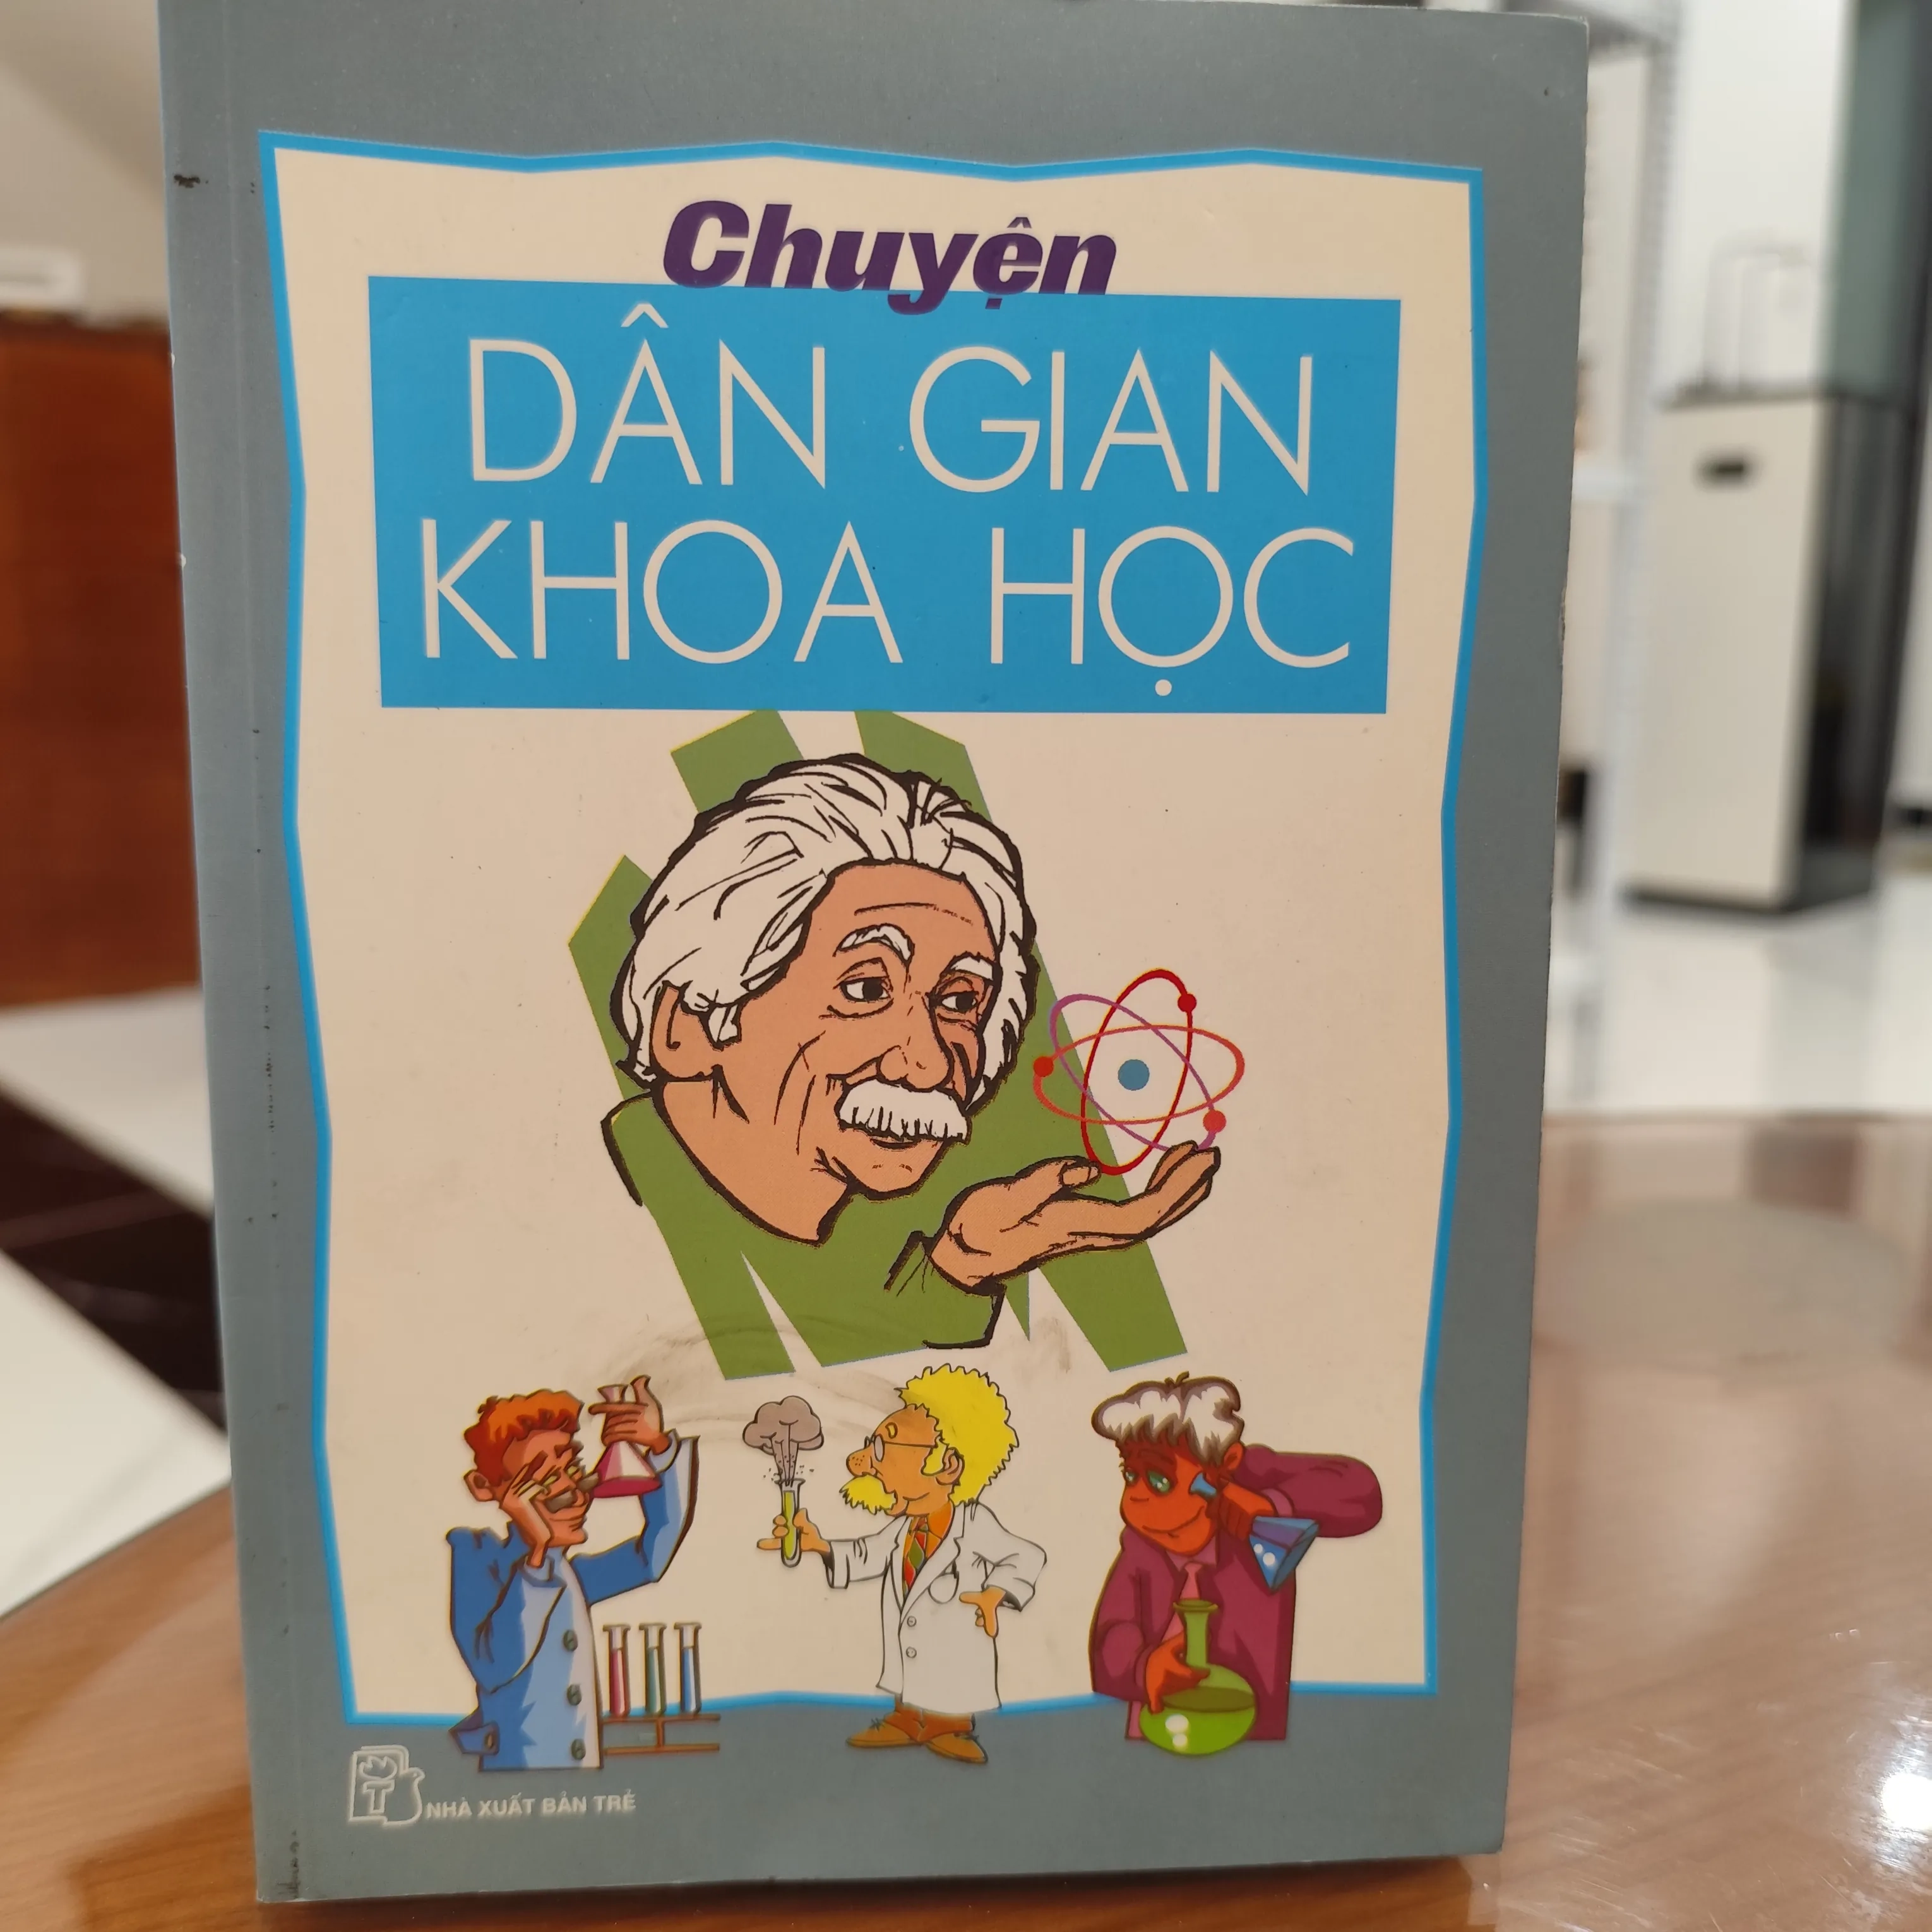 Chuyện
DÂN GIAN
KHOA HỌC
T
NHÀ XUẤT BẢN TRẺ